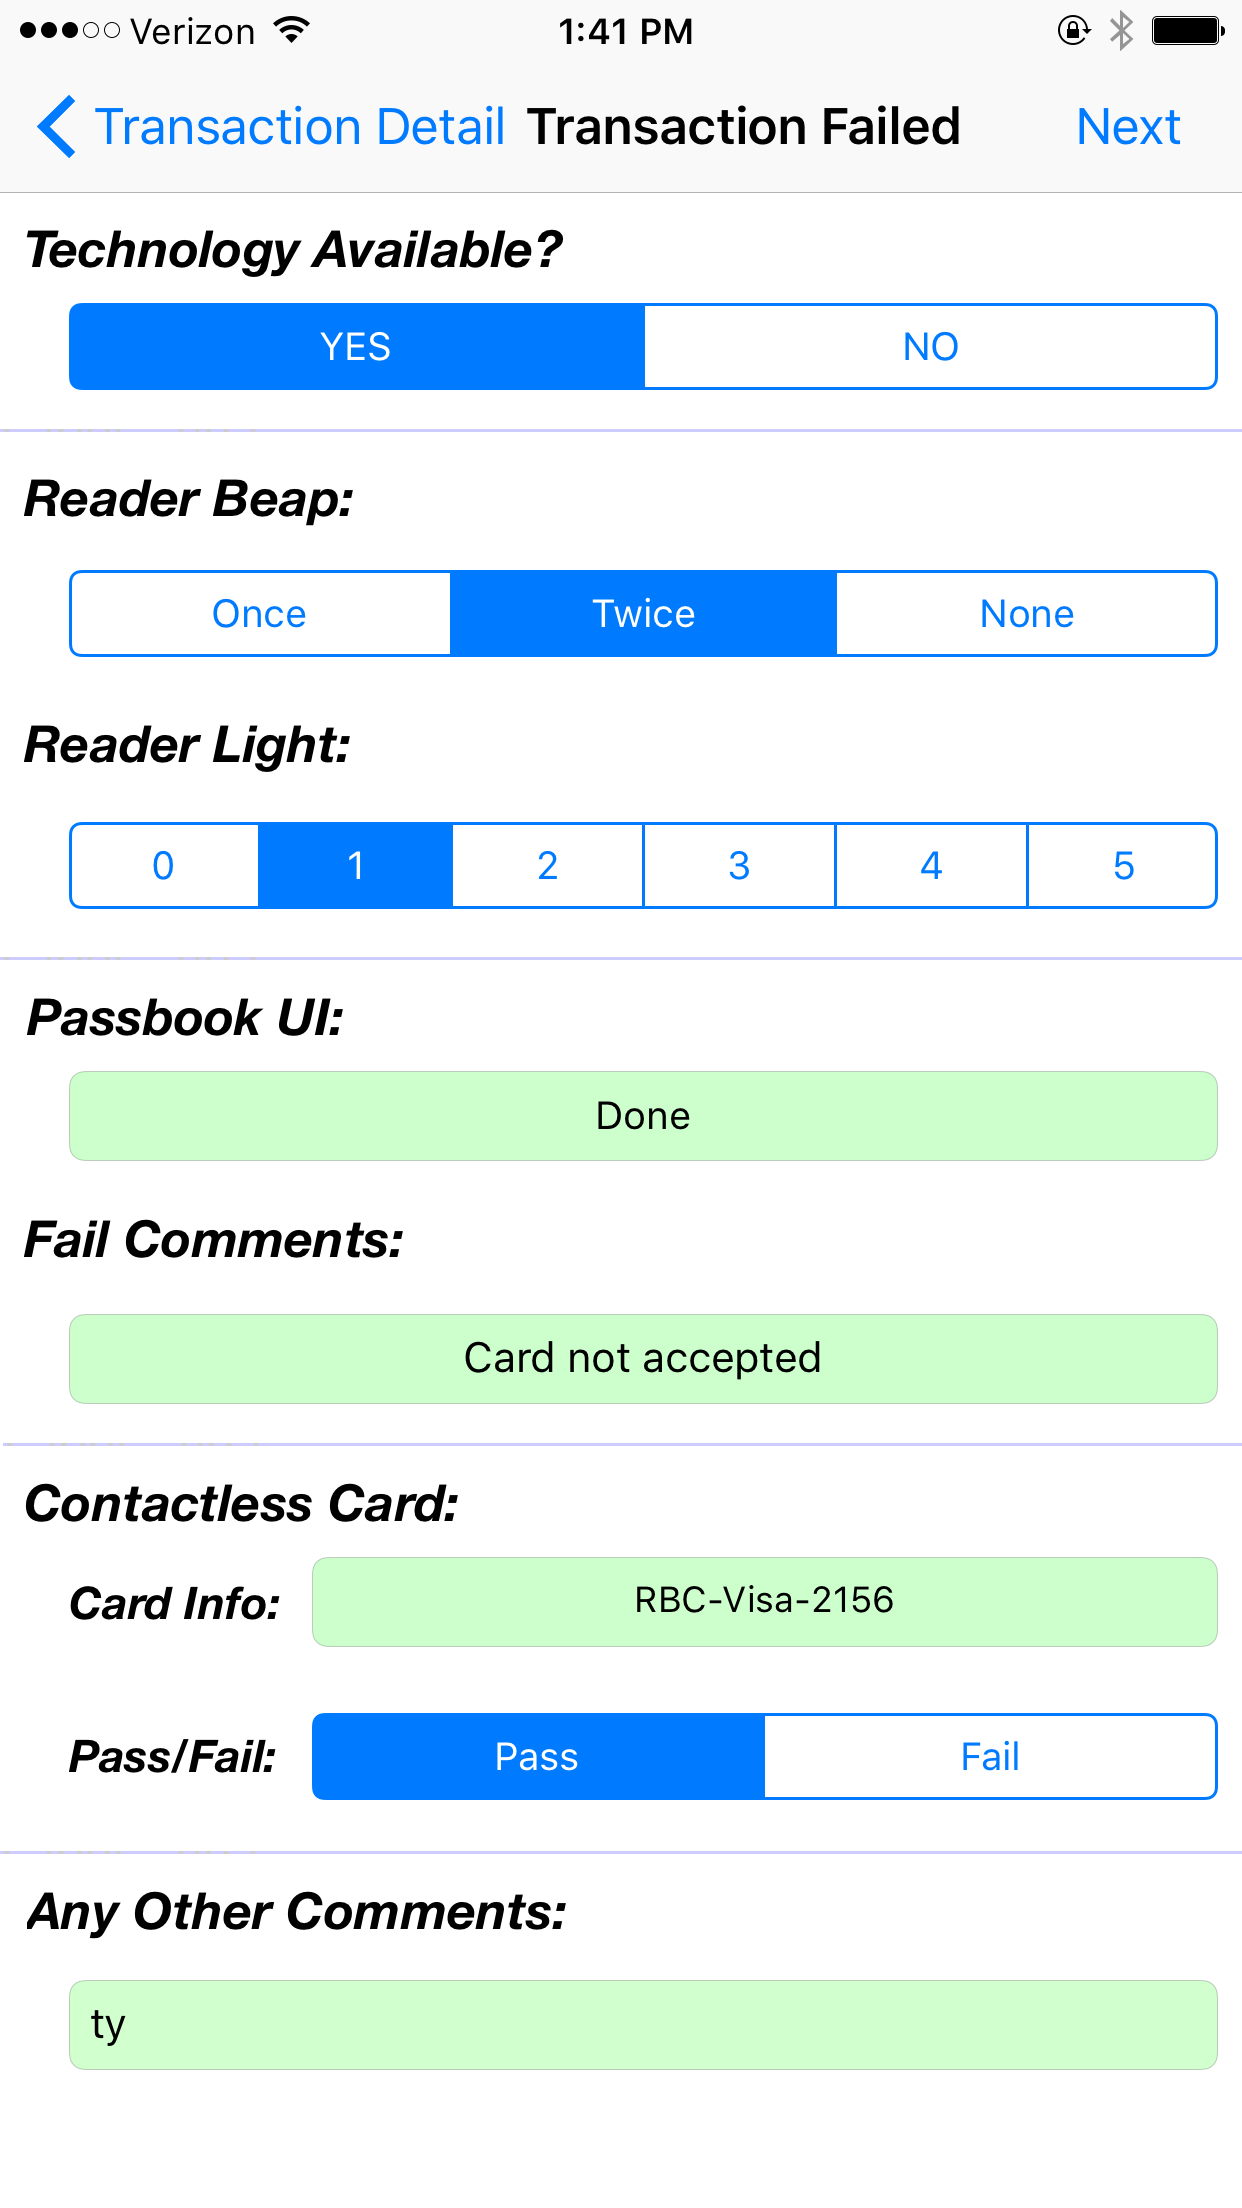 Verizon 1:41 PM
Transaction Detail Transaction Failed Next
Technology Available?
YES NO
Reader Beap:
Once Twice None
Reader Light:
0 1 2 3 4 5
Passbook UI:
Done
Fail Comments:
Card not accepted
Contactless Card:
Card Info: RBC-Visa-2156
Pass/Fail: Pass Fail
Any Other Comments:
ty